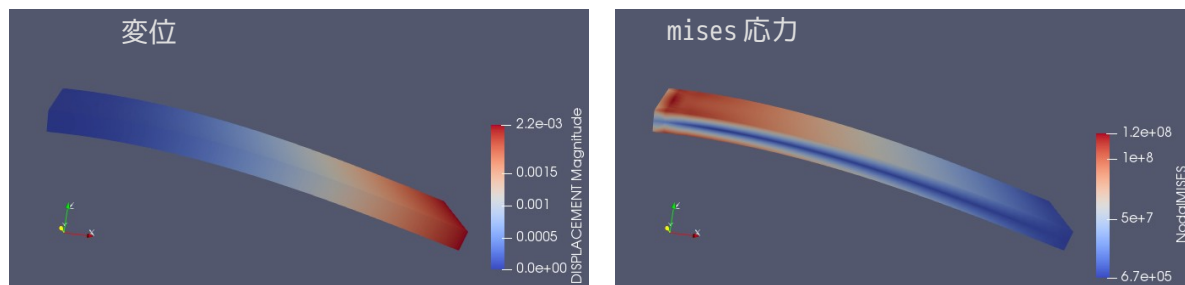 変位
2.2e-03
0.0015
0.001
0.0005
0.0e+00
DISPLACEMENT Magnitude
X
mises 応力
1.2e+08
1e+8
5e+7
6.7e+05
NodalMISES
X